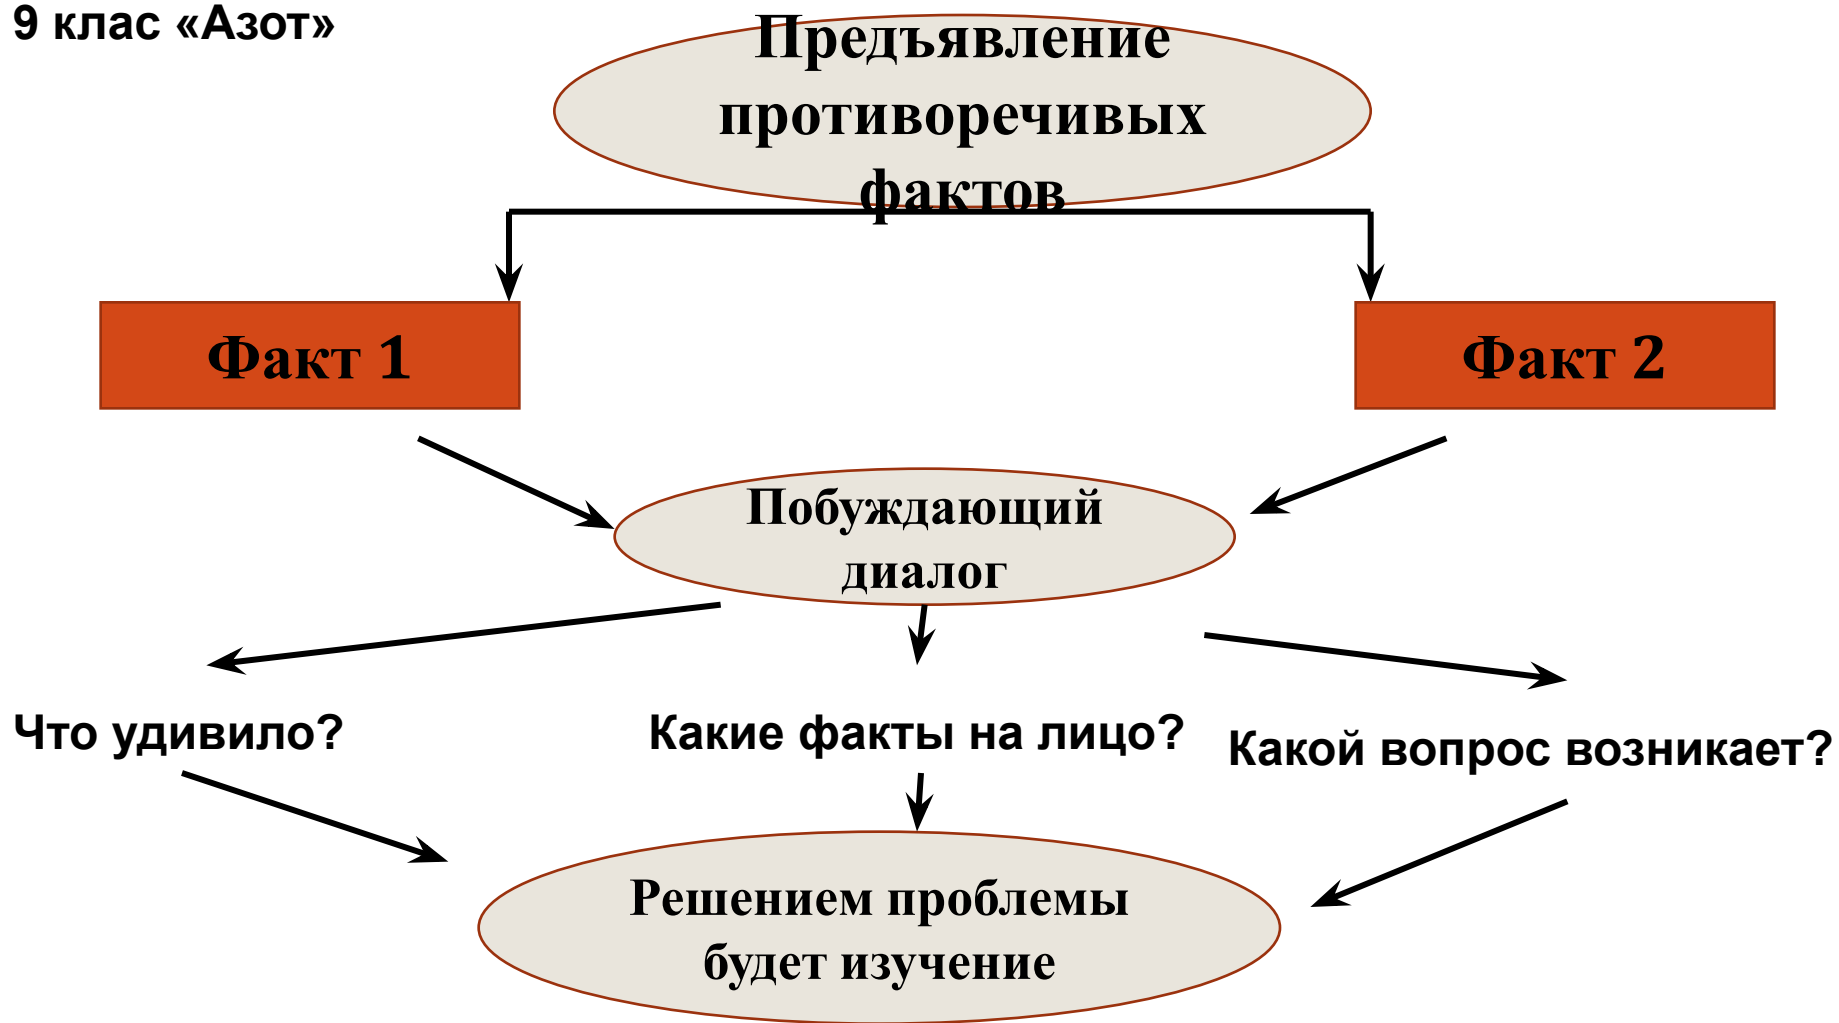 9 клас «Азот»
Предъявление
противоречивых
фактов
Факт 1
Факт 2
Побуждающий
диалог
Что удивило?
Какие факты на лицо?
Какой вопрос возникает?
Решением проблемы
будет изучение